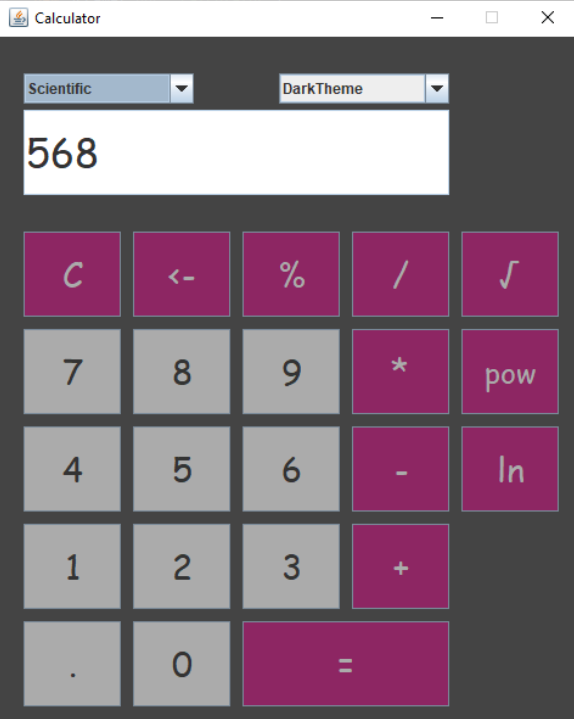 Calculator
Scientific DarkTheme
568
C <- % / √
7 8 9 * pow
4 5 6 - ln
1 2 3 +
. 0 =